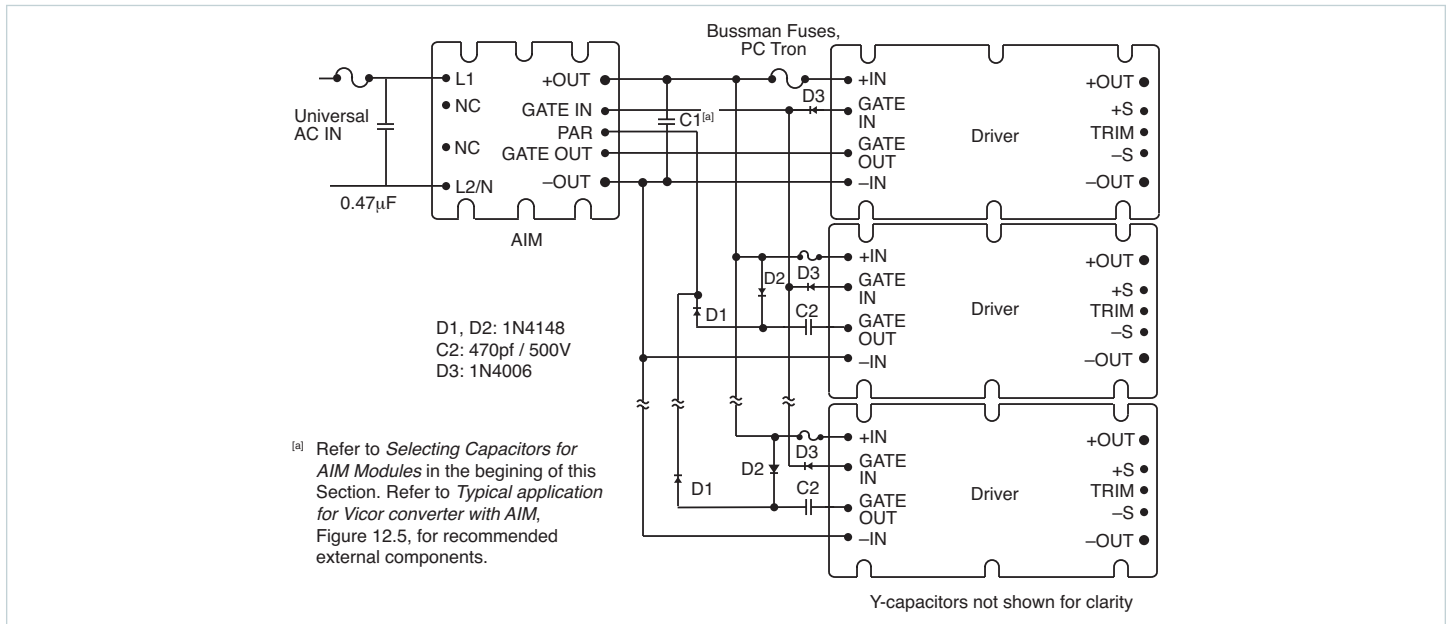 Bussman Fuses,
PC Tron
Universal
AC IN
0.47µF
L1
NC
NC
L2/N
+OUT
GATE IN
PAR
GATE OUT
–OUT
AIM
C1[a]
D3
+IN
GATE
IN
GATE
OUT
–IN
Driver
+OUT
+S
TRIM
–S
–OUT
D2
D3
D1
C2
+IN
GATE
IN
GATE
OUT
–IN
Driver
+OUT
+S
TRIM
–S
–OUT
D1, D2: 1N4148
C2: 470pf / 500V
D3: 1N4006
D2
D3
D1
C2
+IN
GATE
IN
GATE
OUT
–IN
Driver
+OUT
+S
TRIM
–S
–OUT
[a] Refer to Selecting Capacitors for
AIM Modules in the begining of this
Section. Refer to Typical application
for Vicor converter with AIM,
Figure 12.5, for recommended
external components.
Y-capacitors not shown for clarity